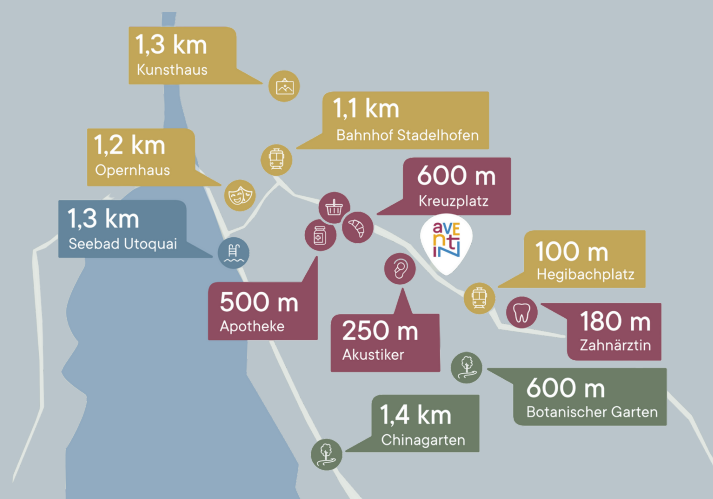 1,3 km
Kunsthaus
1,1 km
Bahnhof Stadelhofen
1,2 km
Opernhaus
600 m
Kreuzplatz
1,3 km
Seebad Utoquai
aVE
nti
IN
100 m
Hegibachplatz
500 m
Apotheke
250 m
Akustiker
180 m
Zahnärztin
600 m
Botanischer Garten
1,4 km
Chinagarten